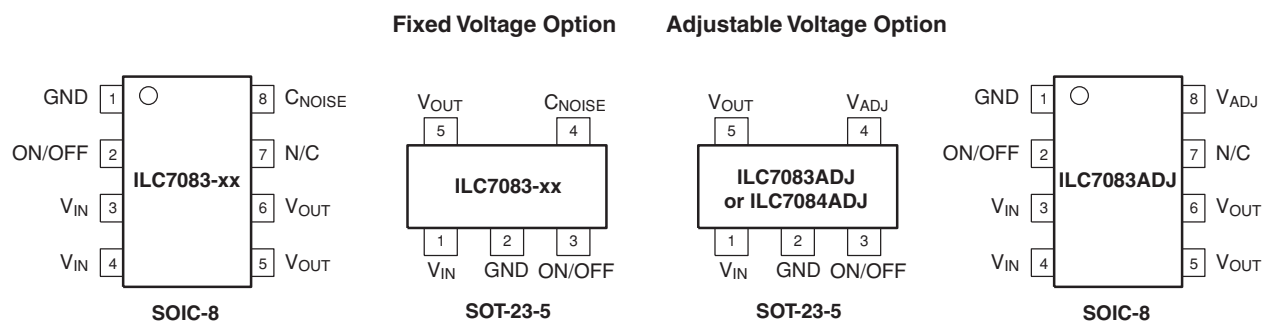 Fixed Voltage Option
Adjustable Voltage Option
GND 1
8 CNOISE
ON/OFF 2
7 N/C
ILC7083-xx
VIN 3
6 VOUT
VIN 4
5 VOUT
SOIC-8
VOUT CNOISE
5 4
ILC7083-xx
1 2 3
VIN GND ON/OFF
SOT-23-5
VOUT VADJ
5 4
ILC7083ADJ
or ILC7084ADJ
1 2 3
VIN GND ON/OFF
SOT-23-5
GND 1
8 VADJ
ON/OFF 2
7 N/C
ILC7083ADJ
VIN 3
6 VOUT
VIN 4
5 VOUT
SOIC-8